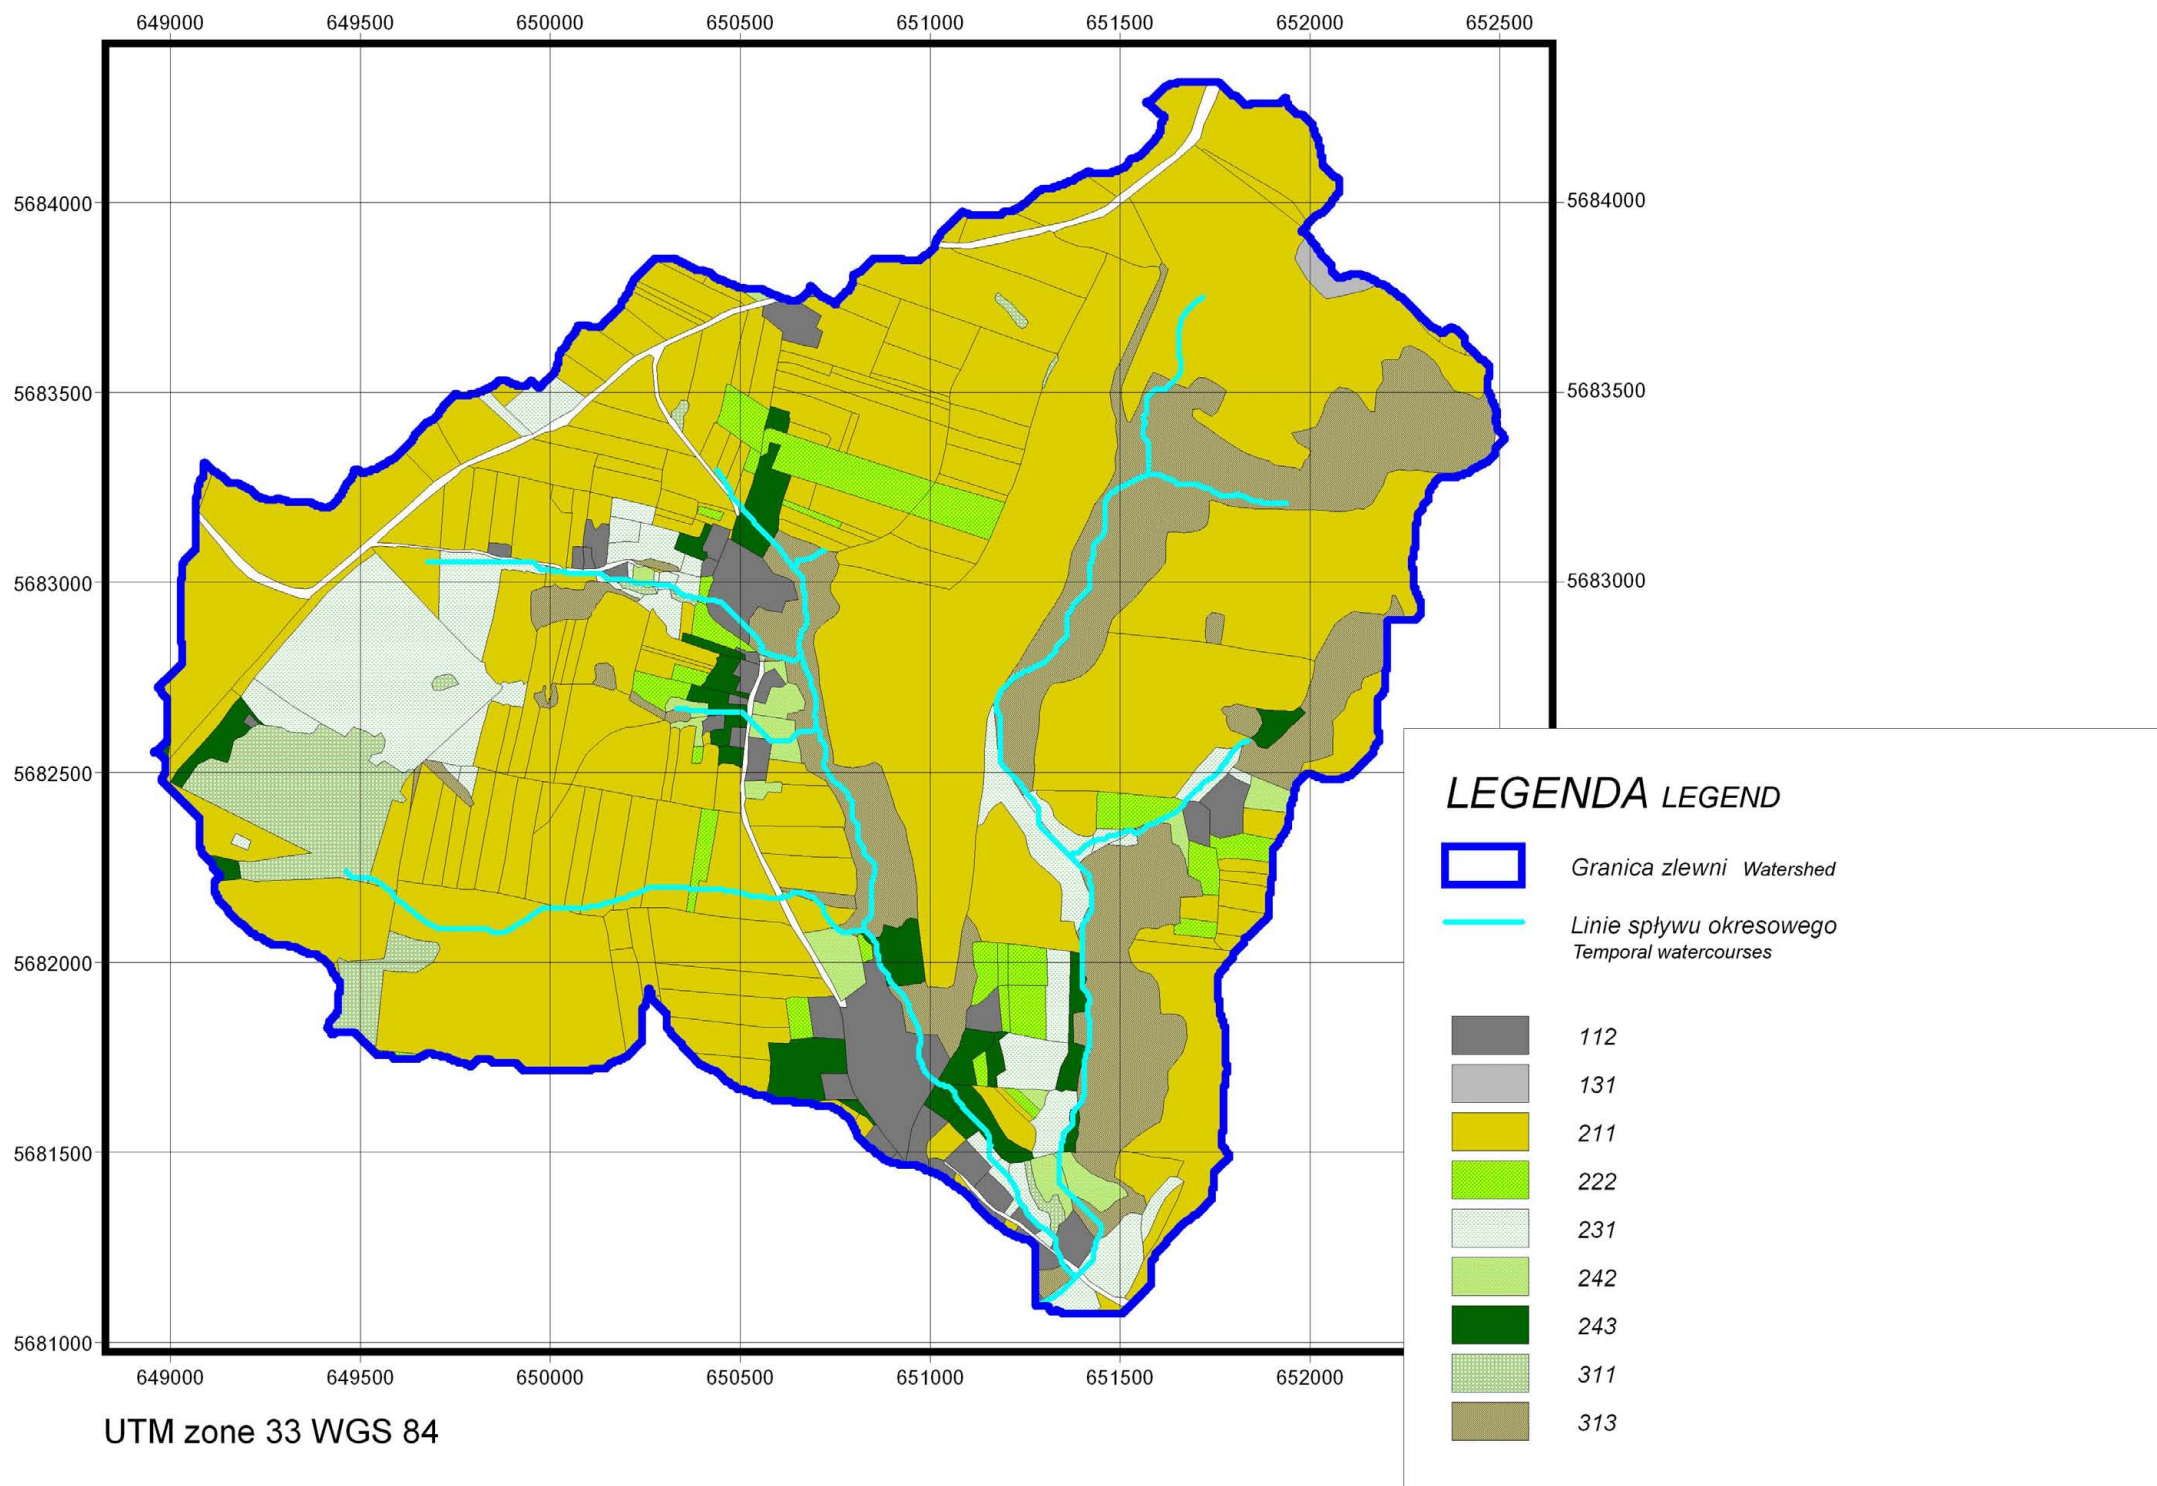 649000 649500 650000 650500 651000 651500 652000 652500
5684000 5684000
5683500 5683500
5683000 5683000
5682500
5682000
5681500
5681000
649000 649500 650000 650500 651000 651500 652000
UTM zone 33 WGS 84
LEGENDA LEGEND
Granica zlewni Watershed
Linie spływu okresowego
Temporal watercourses
112
131
211
222
231
242
243
311
313